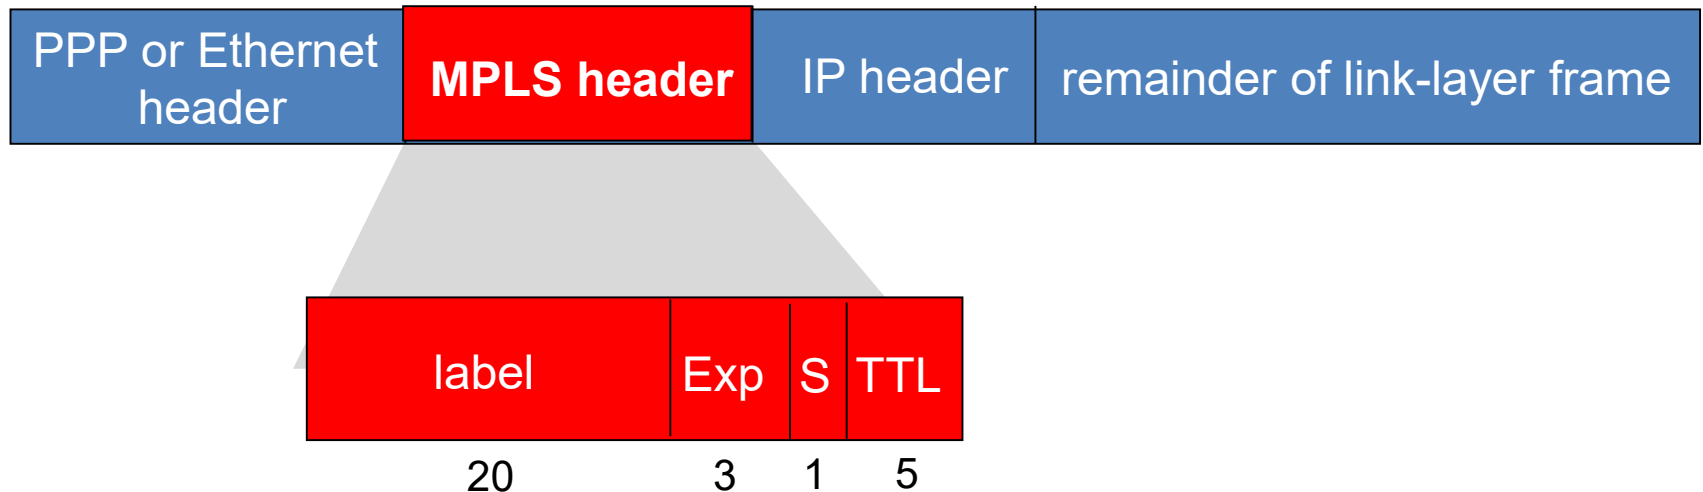 PPP or Ethernet
header
MPLS header
IP header
remainder of link-layer frame
label
Exp
S
TTL
20
3
1
5